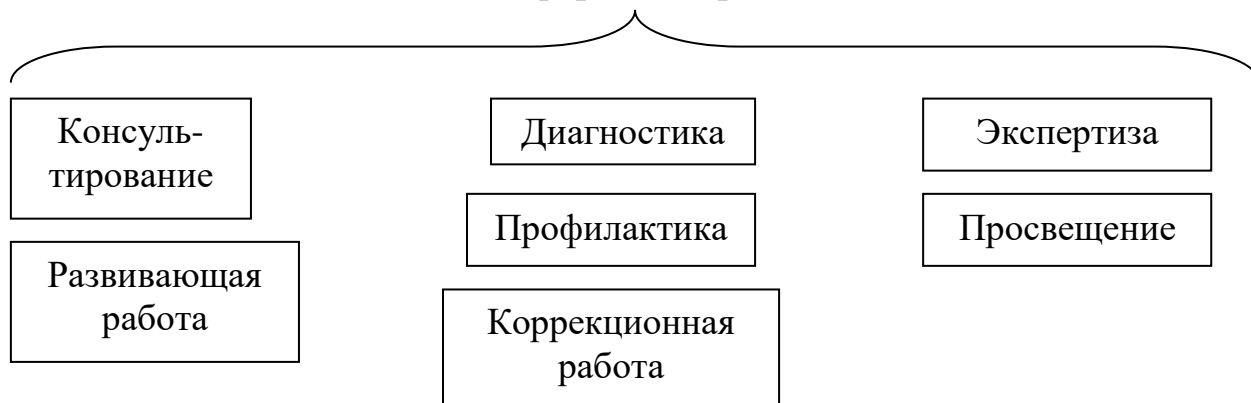 Консуль-
тирование
Диагностика
Экспертиза
Профилактика
Просвещение
Развивающая
работа
Коррекционная
работа